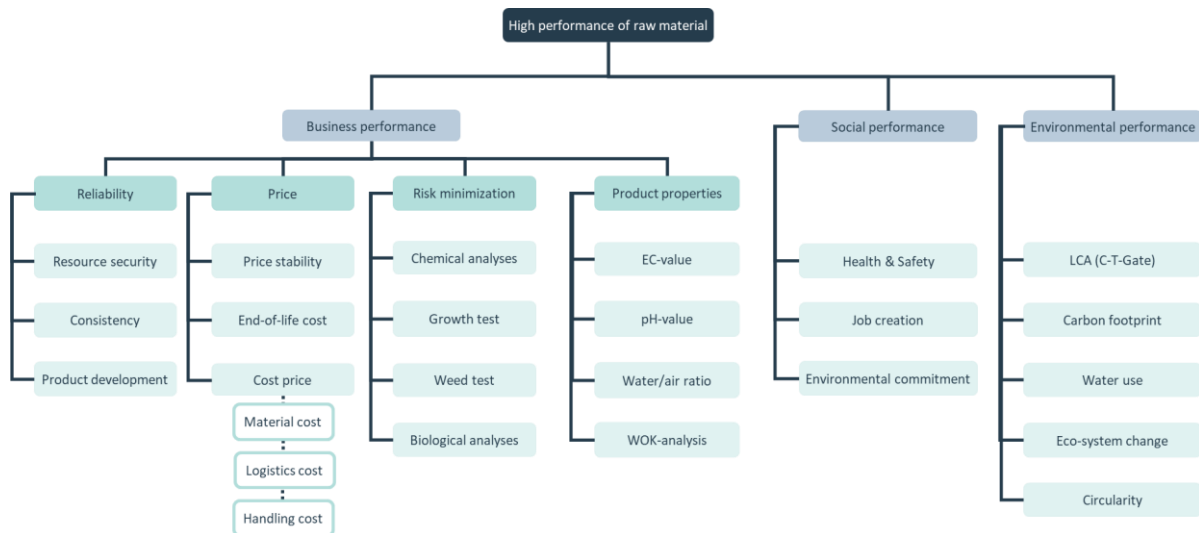 High performance of raw material
Business performance
Social performance
Environmental performance
Reliability
Price
Risk minimization
Product properties
Resource security
Price stability
Chemical analyses
EC-value
Health & Safety
LCA (C-T-Gate)
Consistency
End-of-life cost
Growth test
pH-value
Job creation
Carbon footprint
Product development
Cost price
Weed test
Water/air ratio
Environmental commitment
Water use
Material cost
Biological analyses
WOK-analysis
Eco-system change
Logistics cost
Circularity
Handling cost